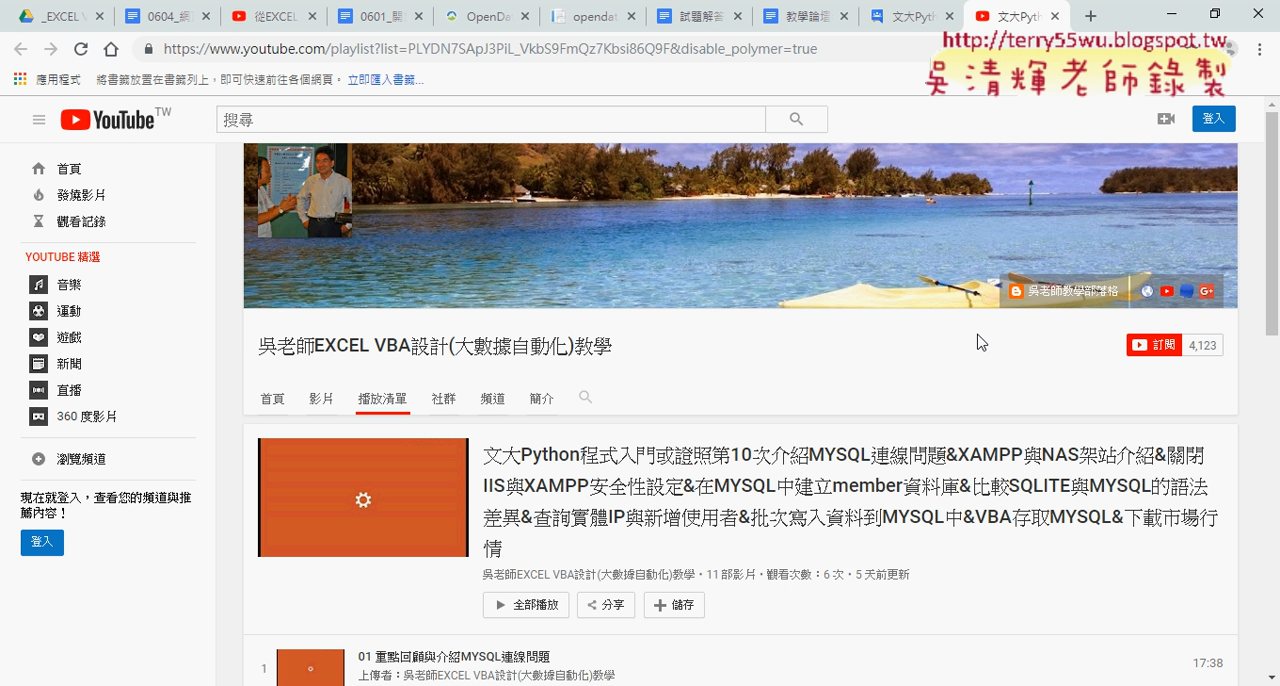 _EXCEL V
0604_網
從EXCEL
0601_開
OpenDa
opendat
試題解答
教學論壇
文大Pyth
文大Pyth
https://www.youtube.com/playlist?list=PLYDN7SApJ3PiL_VkbS9FmQz7Kbsi86Q9F&disable_polymer=true
http://terry55wu.blogspot.tw
吳清輝老師錄製
應用程式 將書籤放置在書籤列上，即可快速前往各個網頁。 立即匯入書籤...
YouTube TW
搜尋
登入
首頁
發燒影片
觀看記錄
YOUTUBE 精選
音樂
運動
遊戲
新聞
直播
360 度影片
瀏覽頻道
現在就登入，查看您的頻道與推
薦內容！
登入
吳老師教學部落格
吳老師EXCEL VBA設計(大數據自動化)教學
訂閱 4,123
首頁 影片 播放清單 社群 頻道 簡介
文大Python程式入門或證照第10次介紹MYSQL連線問題&XAMPP與NAS架站介紹&關閉
IIS與XAMPP安全性設定&在MYSQL中建立member資料庫&比較SQLITE與MYSQL的語法
差異&查詢實體IP與新增使用者&批次寫入資料到MYSQL中&VBA存取MYSQL&下載市場行
情
吳老師EXCEL VBA設計(大數據自動化)教學 • 11 部影片 • 觀看次數：6 次 • 5 天前更新
全部播放
分享
儲存
1
01 重點回顧與介紹MYSQL連線問題
上傳者：吳老師EXCEL VBA設計(大數據自動化)教學
17:38